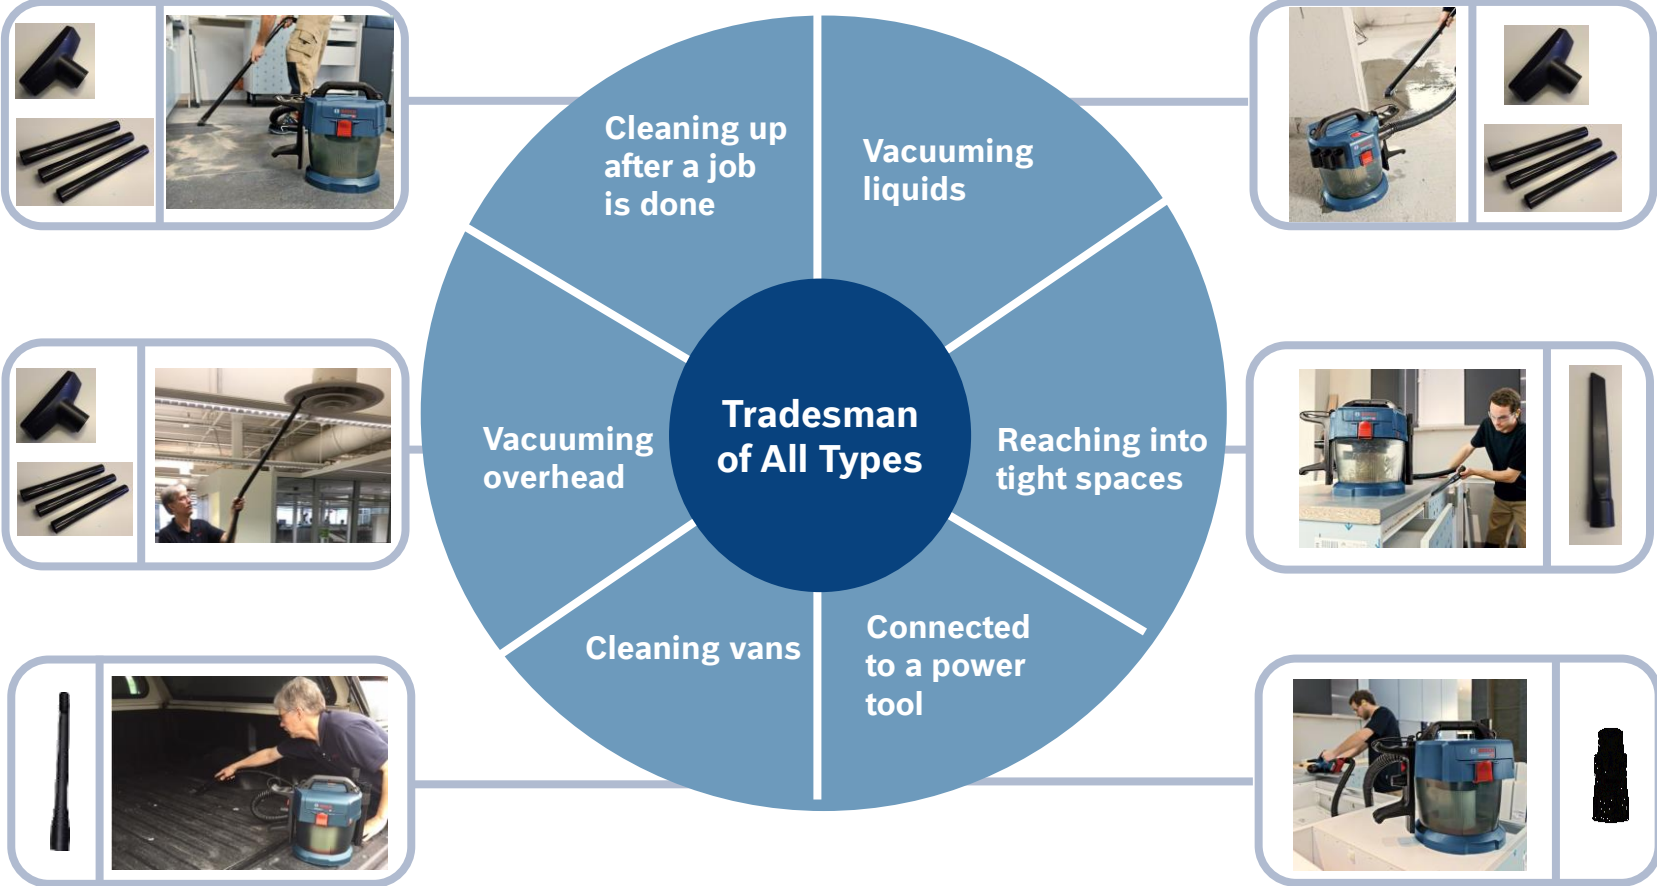 Cleaning up
after a job
is done
Vacuuming
liquids
Vacuuming
overhead
Tradesman
of All Types
Reaching into
tight spaces
Cleaning vans
Connected
to a power
tool